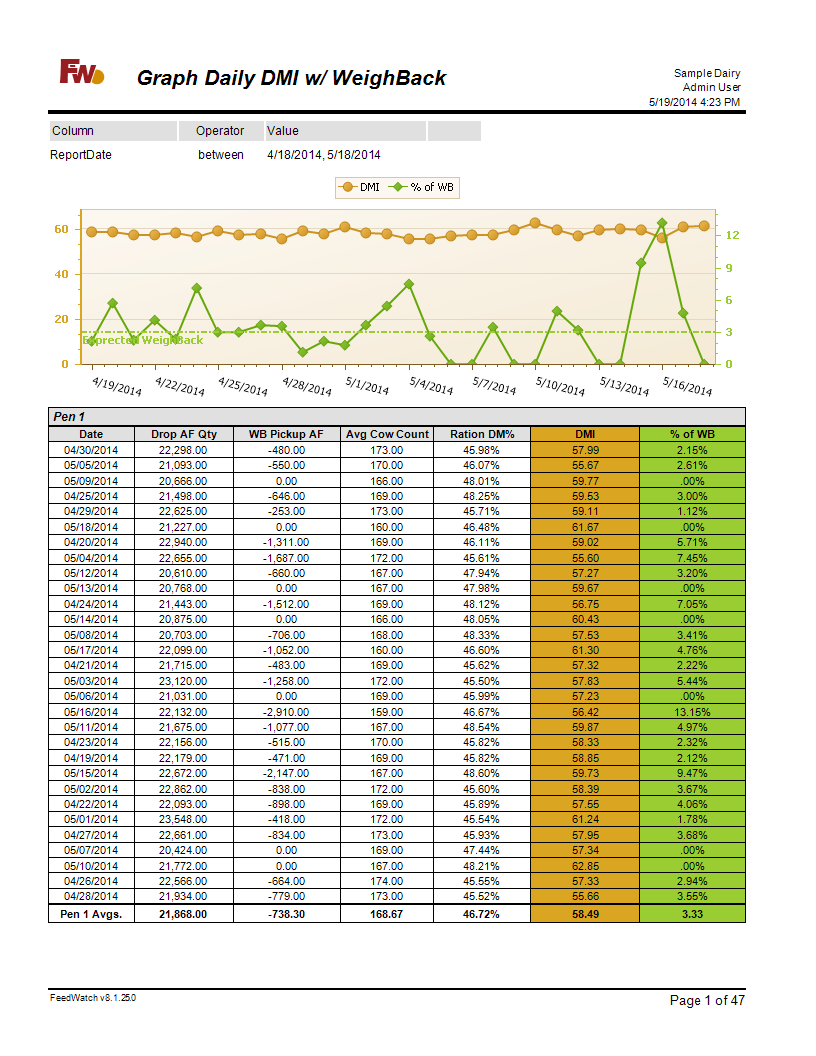 FW
Graph Daily DMI w/ WeighBack
Sample Dairy
Admin User
5/19/2014 4:23 PM
Column Operator Value
ReportDate between 4/18/2014, 5/18/2014
DMI % of WB
60
40
20
0
12
9
6
3
0
Expected WeighBack
4/19/2014 4/22/2014 4/25/2014 4/28/2014 5/1/2014 5/4/2014 5/7/2014 5/10/2014 5/13/2014 5/16/2014
Pen 1
Date Drop AF Qty WB Pickup AF Avg Cow Count Ration DM% DMI % of WB
04/30/2014 22,298.00 -480.00 173.00 45.98% 57.99 2.15%
05/05/2014 21,093.00 -550.00 170.00 46.07% 55.67 2.61%
05/09/2014 20,666.00 0.00 166.00 48.01% 59.77 .00%
04/25/2014 21,498.00 -646.00 169.00 48.25% 59.53 3.00%
04/29/2014 22,625.00 -253.00 173.00 45.71% 59.11 1.12%
05/18/2014 21,227.00 0.00 160.00 46.48% 61.67 .00%
04/20/2014 22,940.00 -1,311.00 169.00 46.11% 59.02 5.71%
05/04/2014 22,655.00 -1,687.00 172.00 45.61% 55.60 7.45%
05/12/2014 20,610.00 -660.00 167.00 47.94% 57.27 3.20%
05/13/2014 20,768.00 0.00 167.00 47.98% 59.67 .00%
04/24/2014 21,443.00 -1,512.00 169.00 48.12% 56.75 7.05%
05/14/2014 20,875.00 0.00 166.00 48.05% 60.43 .00%
05/08/2014 20,703.00 -706.00 168.00 48.33% 57.53 3.41%
05/17/2014 22,099.00 -1,052.00 160.00 46.60% 61.30 4.76%
04/21/2014 21,715.00 -483.00 169.00 45.62% 57.32 2.22%
05/03/2014 23,120.00 -1,258.00 172.00 45.50% 57.83 5.44%
05/06/2014 21,031.00 0.00 169.00 45.99% 57.23 .00%
05/16/2014 22,132.00 -2,910.00 159.00 46.67% 56.42 13.15%
05/11/2014 21,675.00 -1,077.00 167.00 48.54% 59.87 4.97%
04/23/2014 22,156.00 -515.00 170.00 45.82% 58.33 2.32%
04/19/2014 22,179.00 -471.00 169.00 45.82% 58.85 2.12%
05/15/2014 22,672.00 -2,147.00 167.00 48.60% 59.73 9.47%
05/02/2014 22,862.00 -838.00 172.00 45.60% 58.39 3.67%
04/22/2014 22,093.00 -898.00 169.00 45.89% 57.55 4.06%
05/01/2014 23,548.00 -418.00 172.00 45.54% 61.24 1.78%
04/27/2014 22,661.00 -834.00 173.00 45.93% 57.95 3.68%
05/07/2014 20,424.00 0.00 169.00 47.44% 57.34 .00%
05/10/2014 21,772.00 0.00 167.00 48.21% 62.85 .00%
04/26/2014 22,566.00 -664.00 174.00 45.55% 57.33 2.94%
04/28/2014 21,934.00 -779.00 173.00 45.52% 55.66 3.55%
Pen 1 Avgs. 21,868.00 -738.30 168.67 46.72% 58.49 3.33
FeedWatch v8.1.25.0
Page 1 of 47